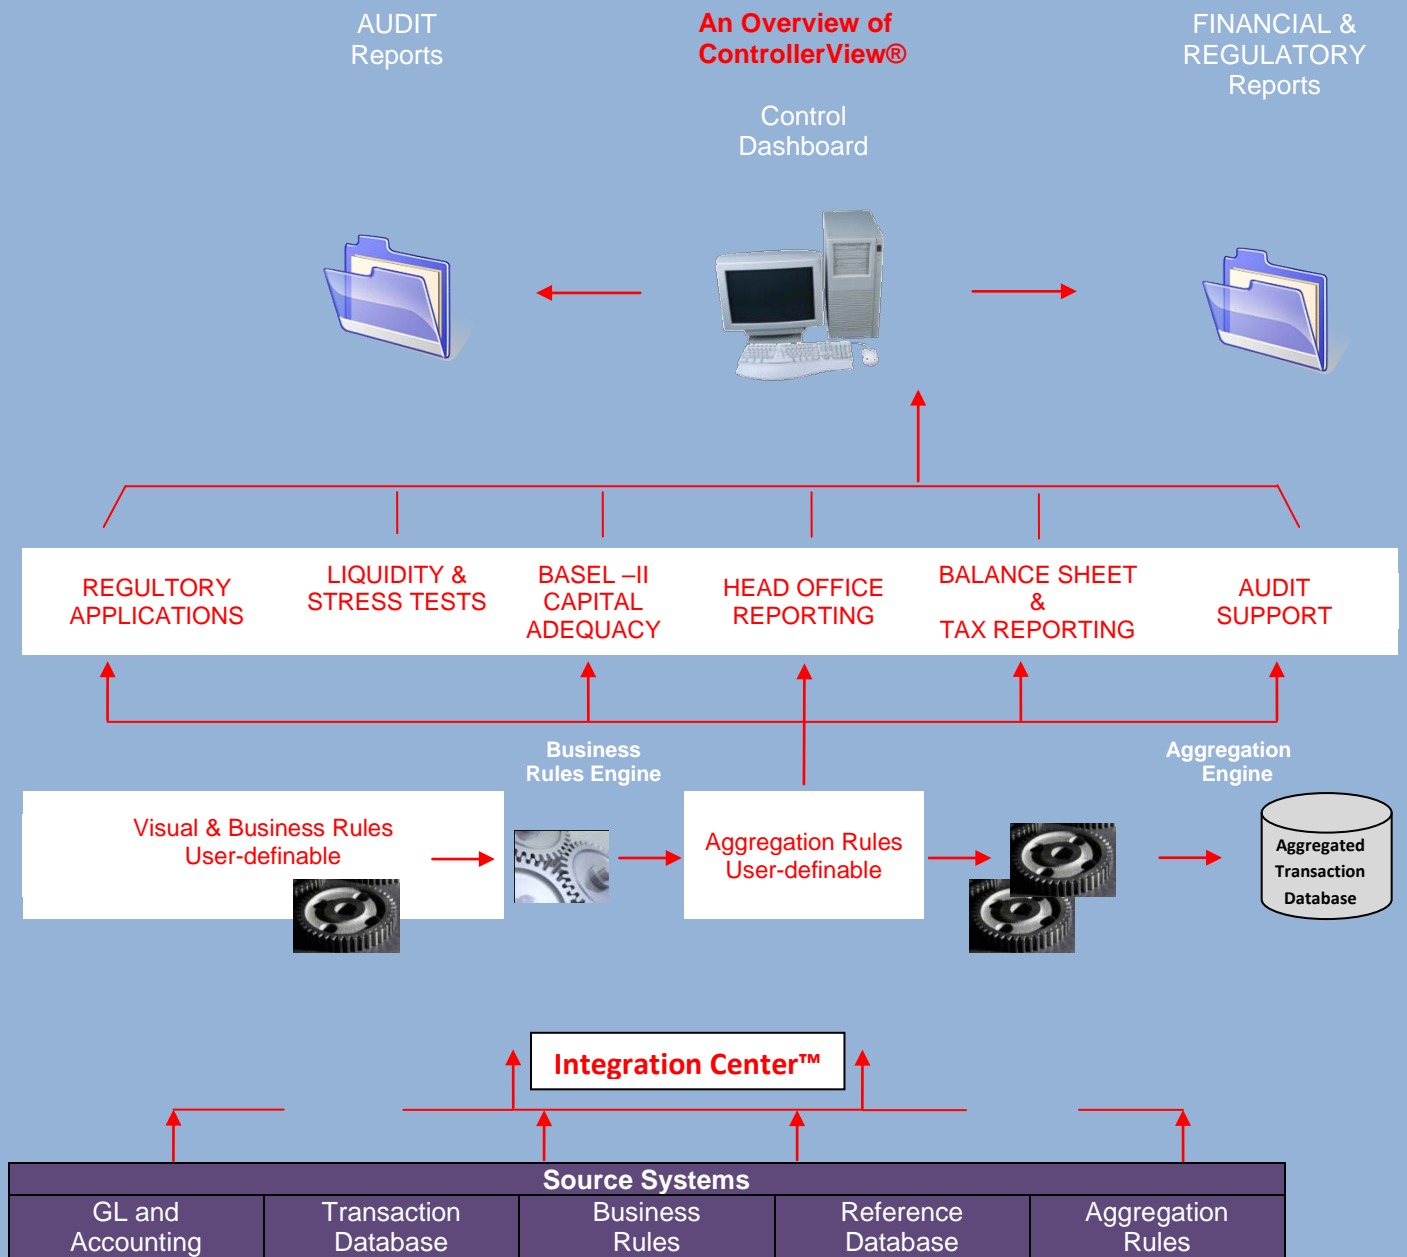 AUDIT
Reports
An Overview of
ControllerView®
Control
Dashboard
FINANCIAL &
REGULATORY
Reports
REGULTORY
APPLICATIONS
LIQUIDITY &
STRESS TESTS
BASEL –II
CAPITAL
ADEQUACY
HEAD OFFICE
REPORTING
BALANCE SHEET
&
TAX REPORTING
AUDIT
SUPPORT
Business
Rules Engine
Aggregation
Engine
Visual & Business Rules
User-definable
Aggregation Rules
User-definable
Aggregated
Transaction
Database
Integration Center™
Source Systems
GL and
Accounting
Transaction
Database
Business
Rules
Reference
Database
Aggregation
Rules